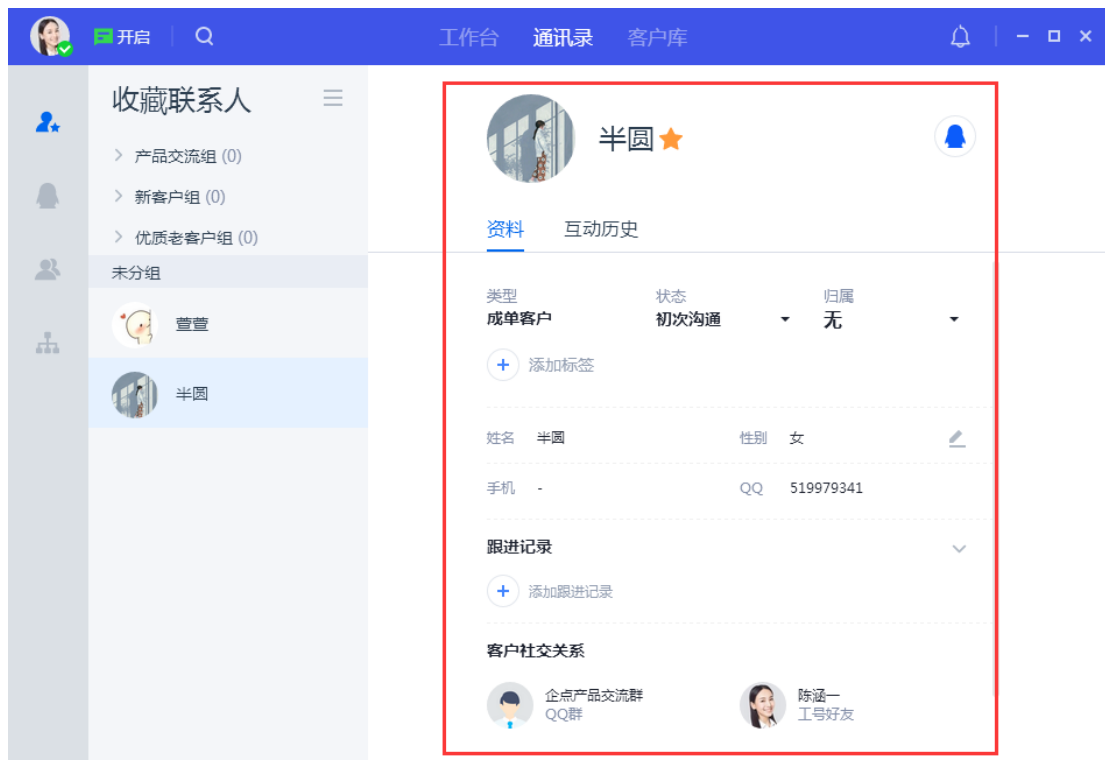 开启
工作台 通讯录 客户库
收藏联系人
产品交流组 (0)
新客户组 (0)
优质老客户组 (0)
未分组
萱萱
半圆
半圆
资料 互动历史
类型 状态 归属
成单客户 初次沟通 无
添加标签
姓名 半圆 性别 女
手机 - QQ 519979341
跟进记录
添加跟进记录
客户社交关系
企点产品交流群 陈涵一
QQ群 工号好友